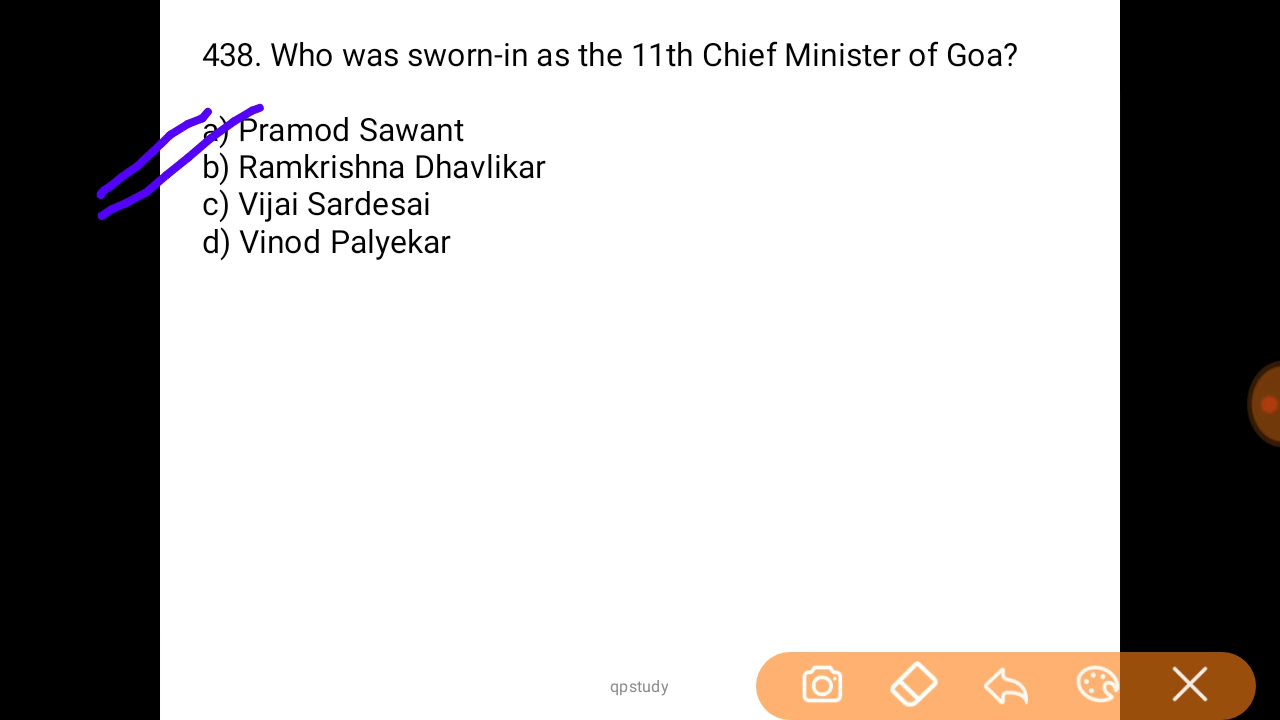 438. Who was sworn-in as the 11th Chief Minister of Goa?
a) Pramod Sawant
b) Ramkrishna Dhavlikar
c) Vijai Sardesai
d) Vinod Palyekar
qpstudy